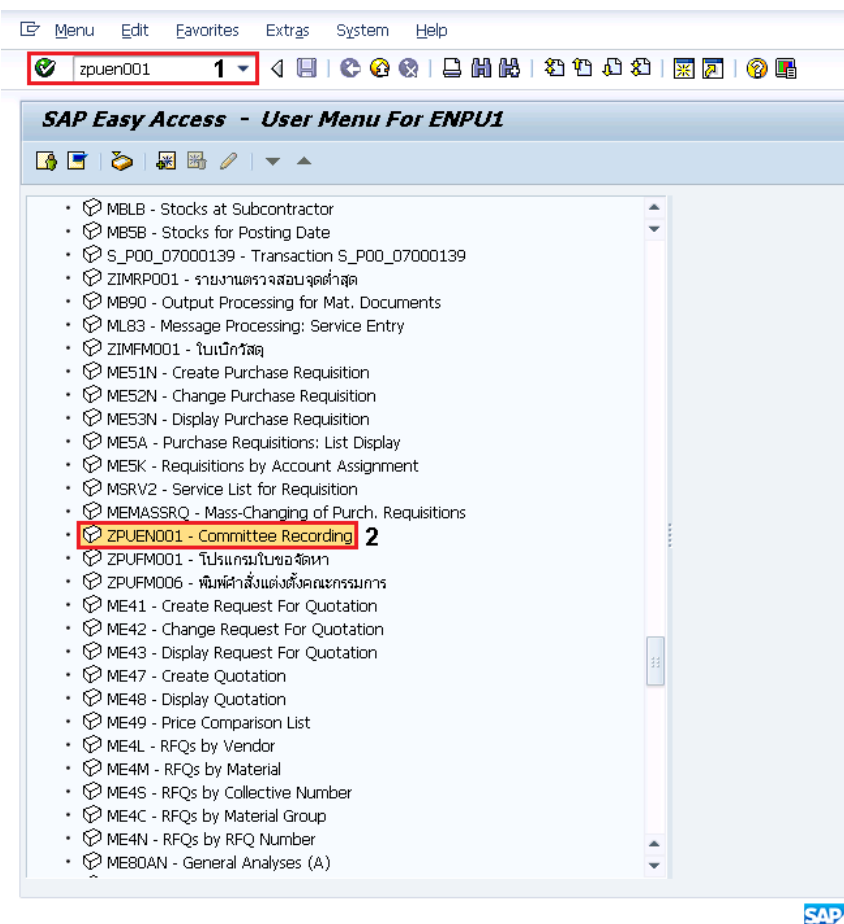 Menu Edit Favorites Extras System Help
zpuen001 1
SAP Easy Access - User Menu For ENPU1
MBLB - Stocks at Subcontractor
MB5B - Stocks for Posting Date
S_P00_07000139 - Transaction S_P00_07000139
ZIMRP001 - รายงานตรวจสอบจุดต่ำสุด
MB90 - Output Processing for Mat. Documents
ML83 - Message Processing: Service Entry
ZIMFM001 - ใบเบิกวัสดุ
ME51N - Create Purchase Requisition
ME52N - Change Purchase Requisition
ME53N - Display Purchase Requisition
ME5A - Purchase Requisitions: List Display
ME5K - Requisitions by Account Assignment
MSRV2 - Service List for Requisition
MEMASSRQ - Mass-Changing of Purch. Requisitions
ZPUEN001 - Committee Recording 2
ZPUFM001 - โปรแกรมใบขอจัดหา
ZPUFM006 - พิมพ์คำสั่งแต่งตั้งคณะกรรมการ
ME41 - Create Request For Quotation
ME42 - Change Request For Quotation
ME43 - Display Request For Quotation
ME47 - Create Quotation
ME48 - Display Quotation
ME49 - Price Comparison List
ME4L - RFQs by Vendor
ME4M - RFQs by Material
ME4S - RFQs by Collective Number
ME4C - RFQs by Material Group
ME4N - RFQs by RFQ Number
ME80AN - General Analyses (A)
SAP